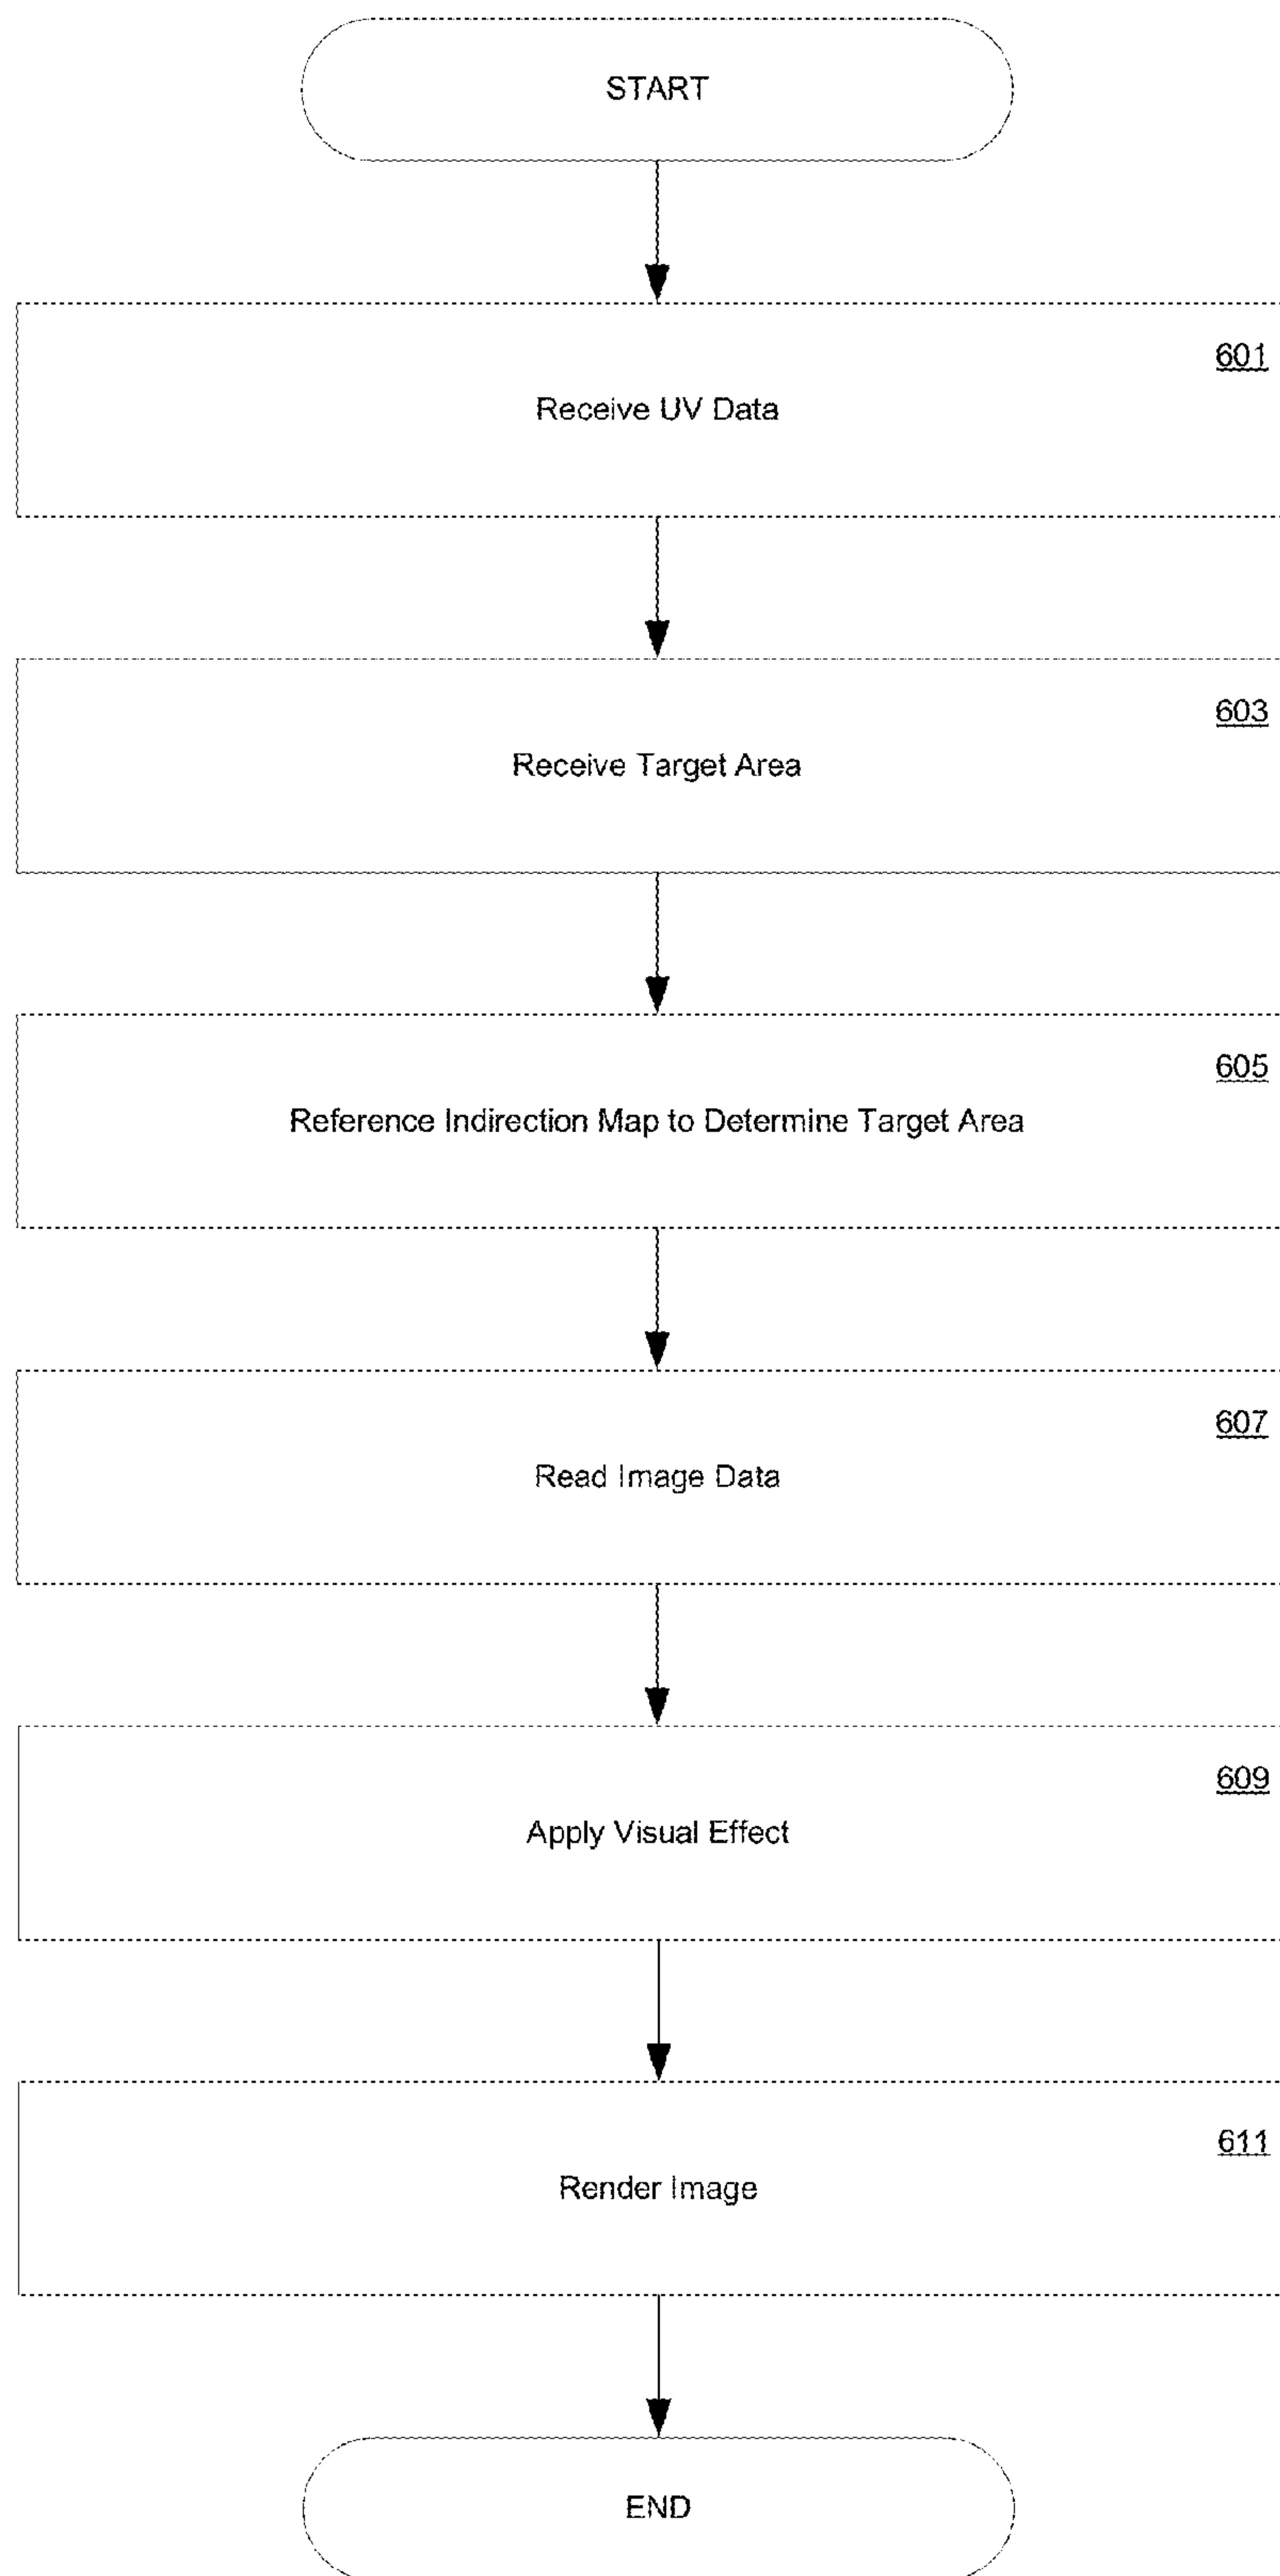 START
601
Receive UV Data
603
Receive Target Area
605
Reference Indirection Map to Determine Target Area
607
Read Image Data
609
Apply Visual Effect
611
Render Image
END